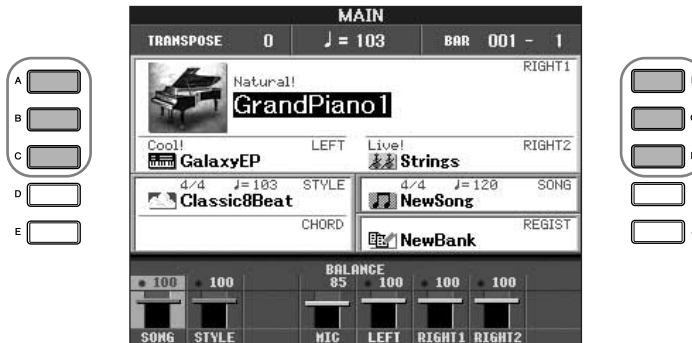 MAIN
TRANSPOSE 0 ♩= 103 BAR 001 - 1
RIGHT1
Natural!
GrandPiano1
Cool! LEFT Live! RIGHT2
GalaxyEP Strings
4/4 ♩=103 STYLE 4/4 ♩=120 SONG
Classic8Beat NewSong
CHORD REGIST
NewBank
BALANCE
100 100 85 100 100 100
SONG STYLE MIC LEFT RIGHT1 RIGHT2
A
B
C
D
E